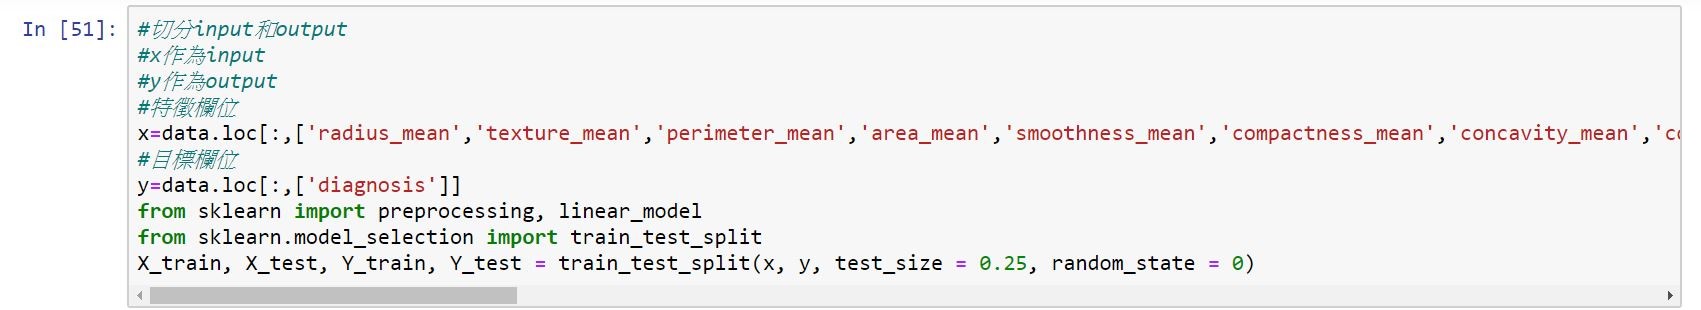 In [51]:
#切分input和output
#x作為input
#y作為output
#特徵欄位
x=data.loc[:,['radius_mean','texture_mean','perimeter_mean','area_mean','smoothness_mean','compactness_mean','concavity_mean','co
#目標欄位
y=data.loc[:,['diagnosis']]
from sklearn import preprocessing, linear_model
from sklearn.model_selection import train_test_split
X_train, X_test, Y_train, Y_test = train_test_split(x, y, test_size = 0.25, random_state = 0)